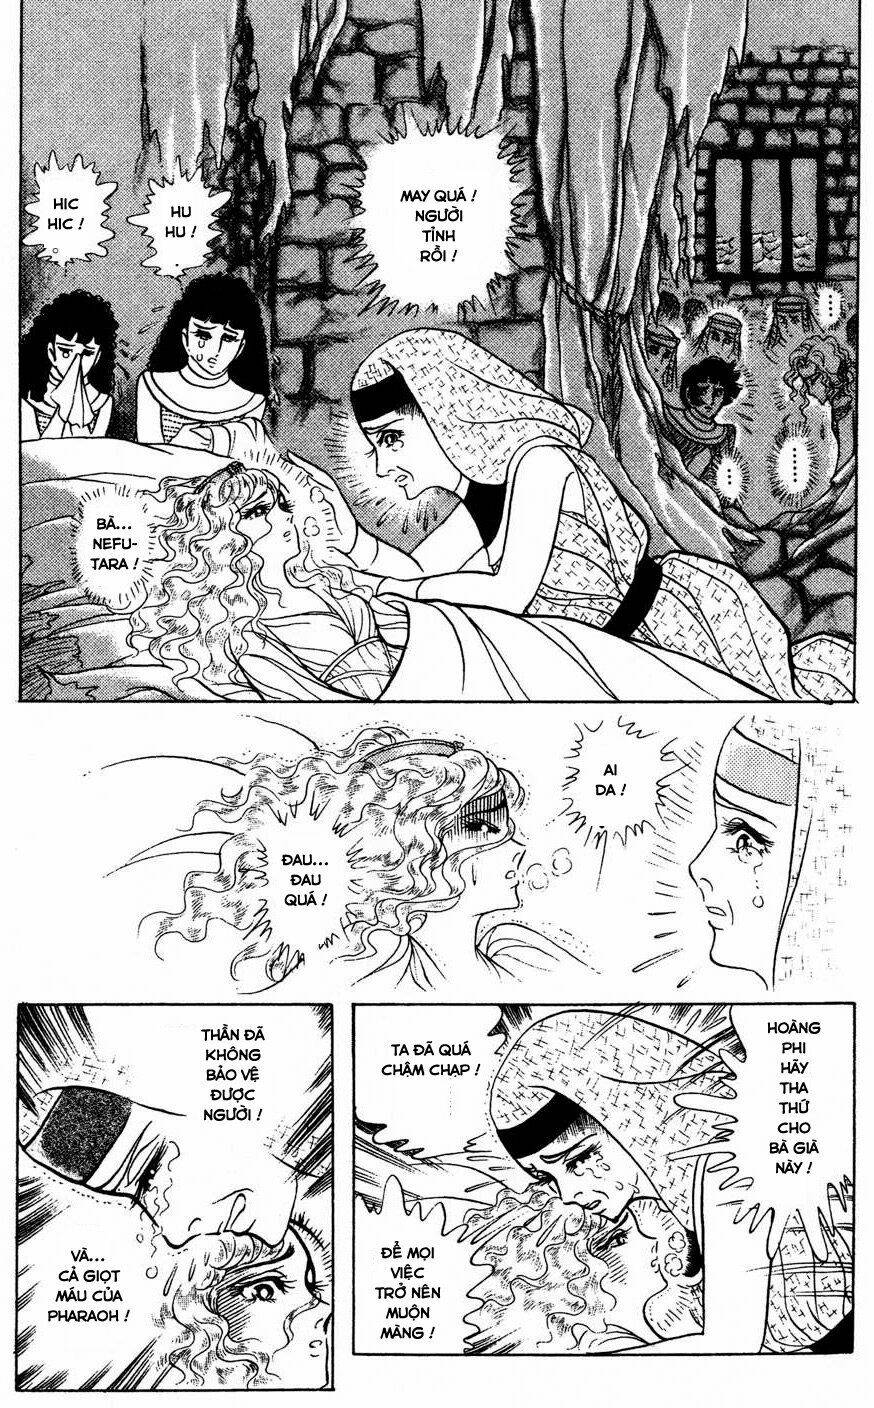 HIC
HIC !
HU
HU !
MAY QUÁ !
NGƯỜI
TỈNH
RỒI !
BÀ...
NEFU-
TARA !
......
......
......
AI
DA !
ĐAU...
ĐAU
QUÁ !
HOÀNG
PHI
HÃY
THA
THỨ
CHO
BÀ GIÀ
NÀY !
TA ĐÃ QUÁ
CHẬM CHẠP !
ĐỂ MỌI
VIỆC
TRỞ NÊN
MUỘN
MÀNG !
THẦN ĐÃ
KHÔNG
BẢO VỆ
ĐƯỢC
NGƯỜI !
VÀ...
CẢ GIỌT
MÁU CỦA
PHARAOH !